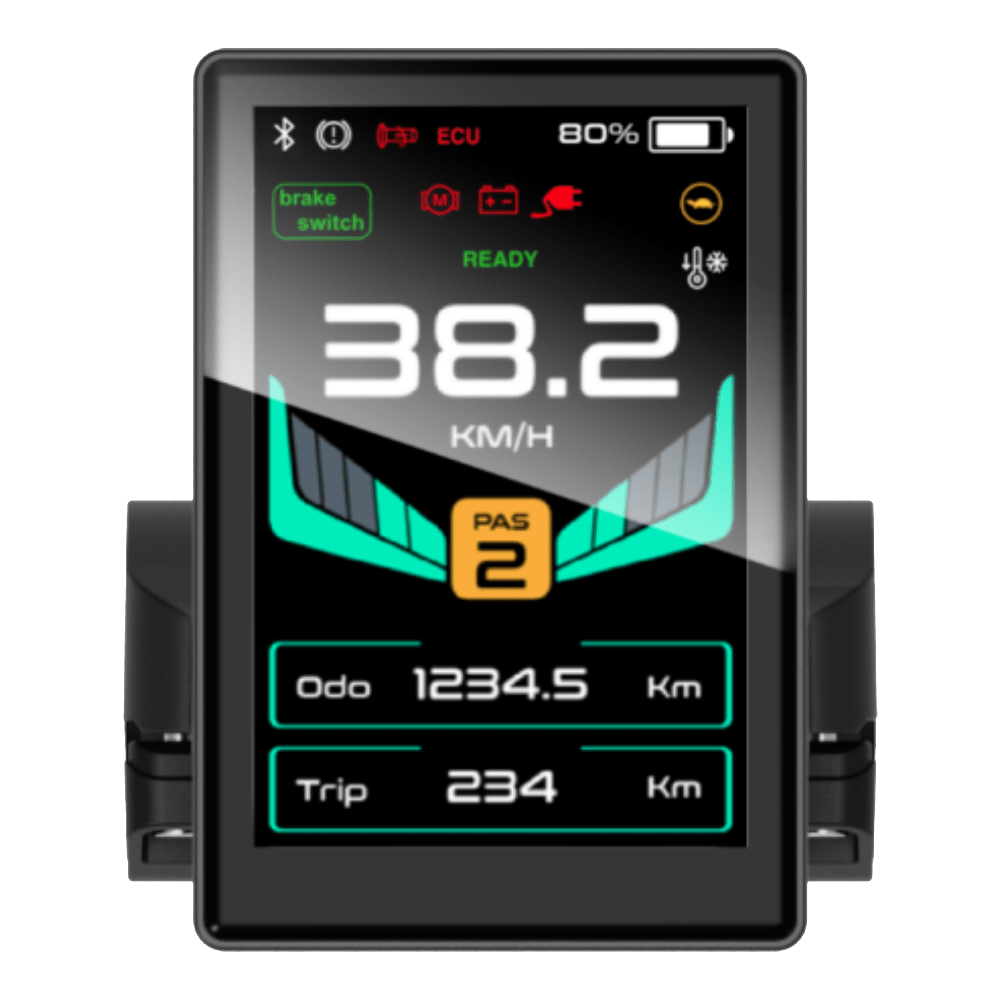 ECU 80%
brake
switch
M
READY
38.2
KM/H
PAS
2
Odo 1234.5 Km
Trip 234 Km